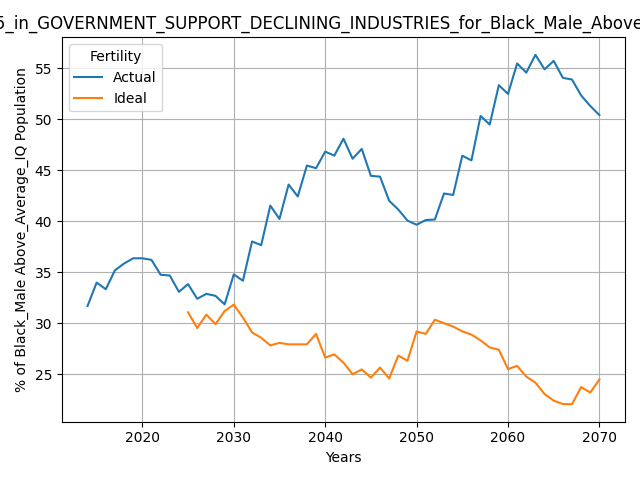 5_in_GOVERNMENT_SUPPORT_DECLINING_INDUSTRIES_for_Black_Male_Above
Fertility
Actual
Ideal
% of Black_Male Above_Average_IQ Population
55
50
45
40
35
30
25
2020 2030 2040 2050 2060 2070
Years